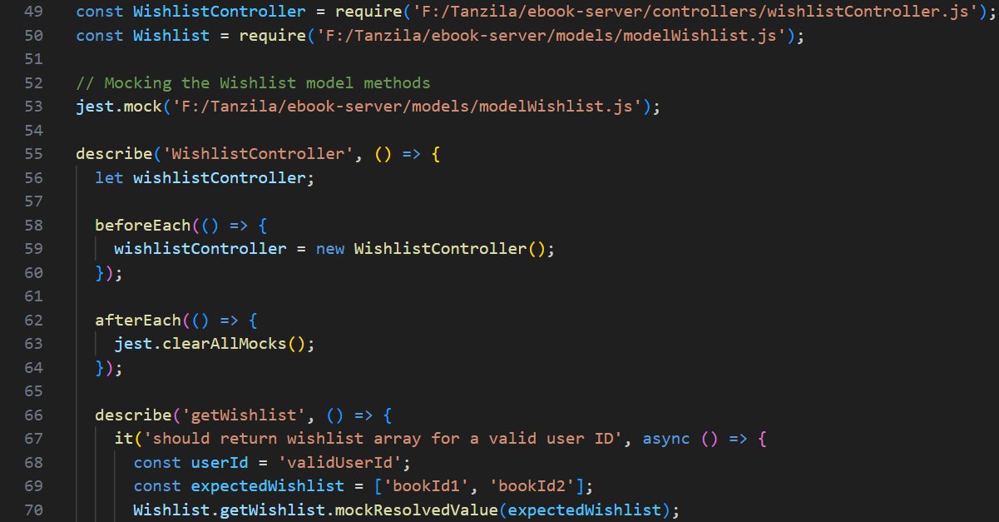 49 const WishlistController = require('F:/Tanzila/ebook-server/controllers/wishlistController.js');
50 const Wishlist = require('F:/Tanzila/ebook-server/models/modelWishlist.js');
51
52 // Mocking the Wishlist model methods
53 jest.mock('F:/Tanzila/ebook-server/models/modelWishlist.js');
54
55 describe('WishlistController', () => {
56   let wishlistController;
57
58   beforeEach(() => {
59     wishlistController = new WishlistController();
60   });
61
62   afterEach(() => {
63     jest.clearAllMocks();
64   });
65
66   describe('getWishlist', () => {
67     it('should return wishlist array for a valid user ID', async () => {
68       const userId = 'validUserId';
69       const expectedWishlist = ['bookId1', 'bookId2'];
70       Wishlist.getWishlist.mockResolvedValue(expectedWishlist);